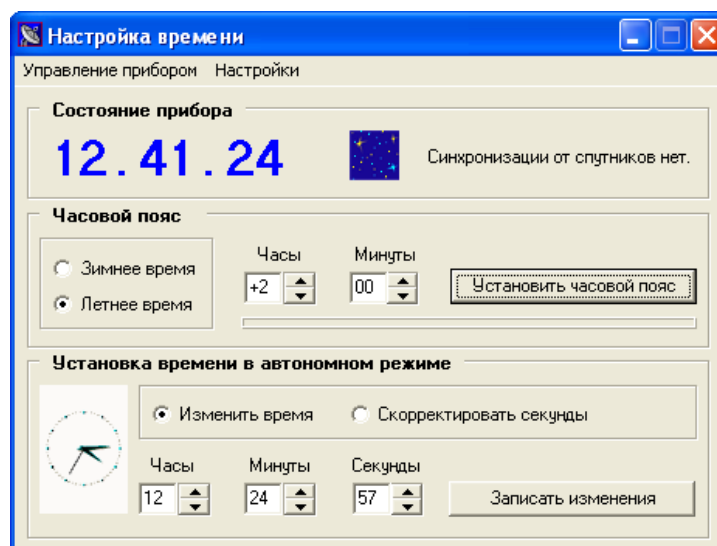 Настройка времени
Управление прибором Настройки
Состояние прибора
12.41.24 Синхронизации от спутников нет.
Часовой пояс
Часы Минуты
Зимнее время
+2 00 Установить часовой пояс
Летнее время
Установка времени в автономном режиме
Изменить время Скорректировать секунды
Часы Минуты Секунды
12 24 57 Записать изменения